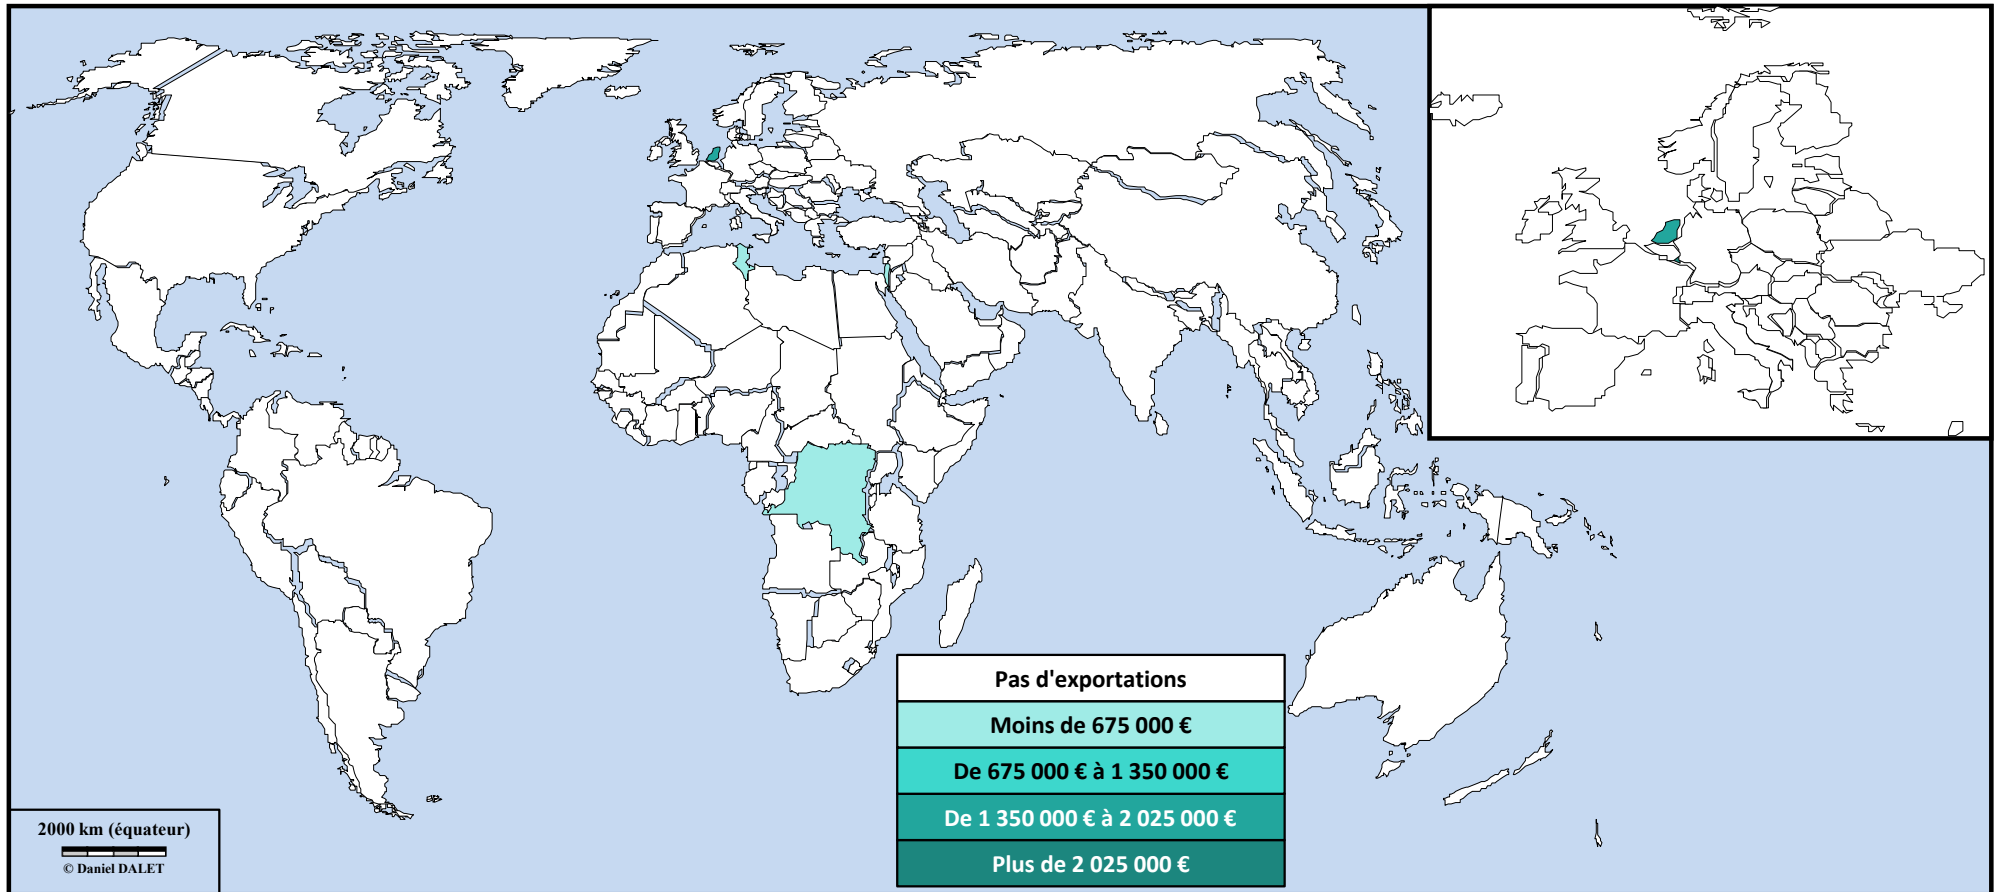 Pas d'exportations
Moins de 675 000 €
De 675 000 € à 1 350 000 €
De 1 350 000 € à 2 025 000 €
Plus de 2 025 000 €
2000 km (équateur)
© Daniel DALET